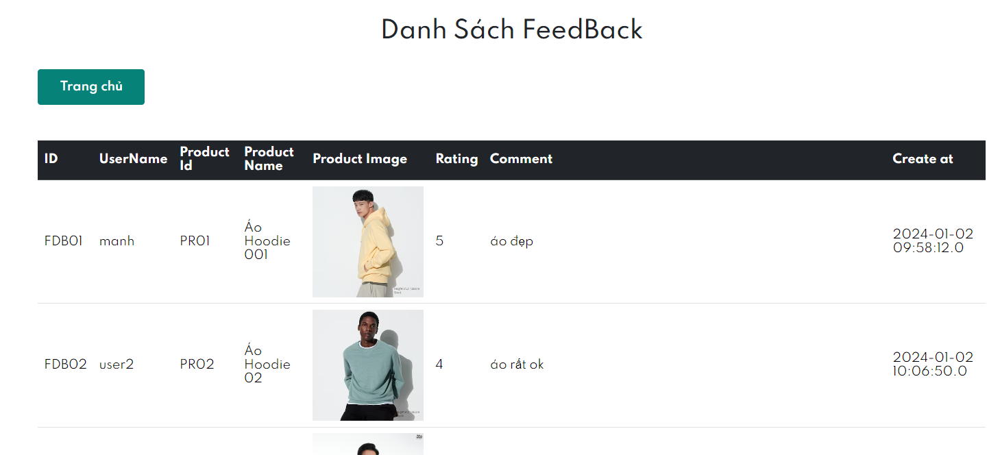 Danh Sách FeedBack
Trang chủ
ID UserName Product Id Product Name Product Image Rating Comment Create at
FDB01 manh PR01 Áo Hoodie 001 5 áo đẹp 2024-01-02 09:58:12.0
FDB02 user2 PR02 Áo Hoodie 02 4 áo rất ok 2024-01-02 10:06:50.0